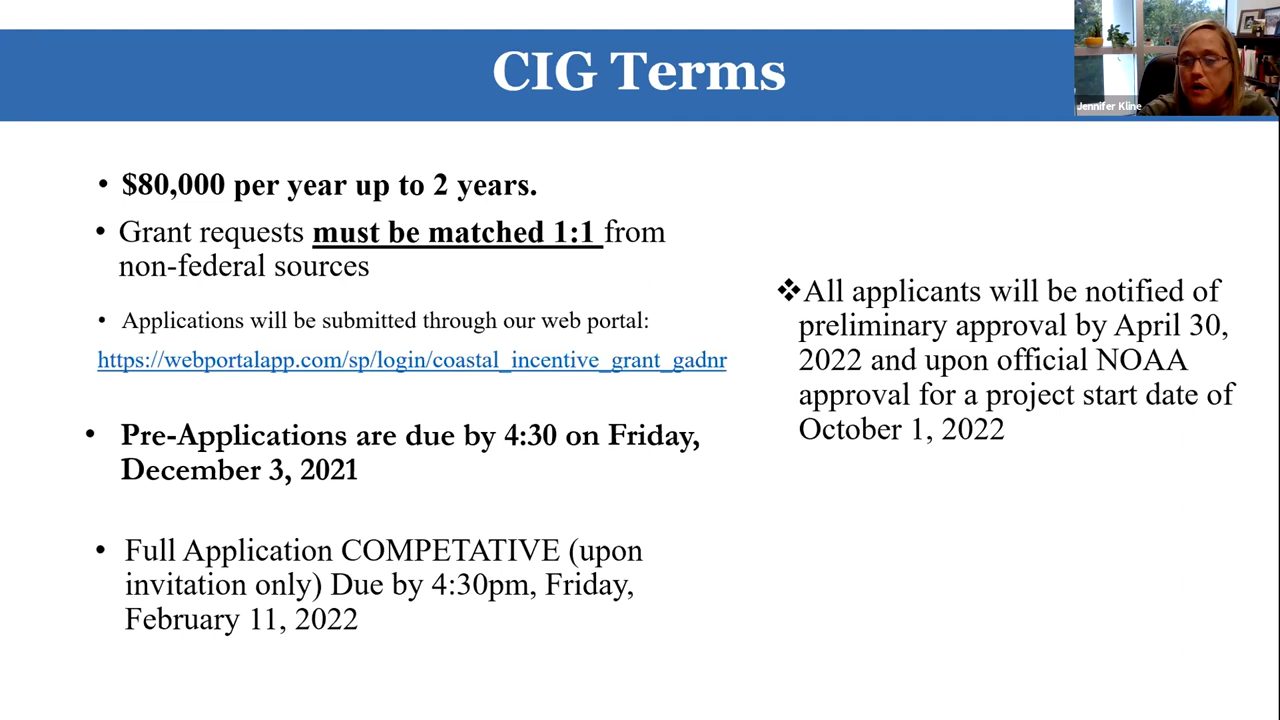 CIG Terms
Jennifer Kline
• $80,000 per year up to 2 years.
• Grant requests must be matched 1:1 from
non-federal sources
• Applications will be submitted through our web portal:
https://webportalapp.com/sp/login/coastal_incentive_grant_gadnr
• Pre-Applications are due by 4:30 on Friday,
December 3, 2021
• Full Application COMPETATIVE (upon
invitation only) Due by 4:30pm, Friday,
February 11, 2022
❖All applicants will be notified of
preliminary approval by April 30,
2022 and upon official NOAA
approval for a project start date of
October 1, 2022